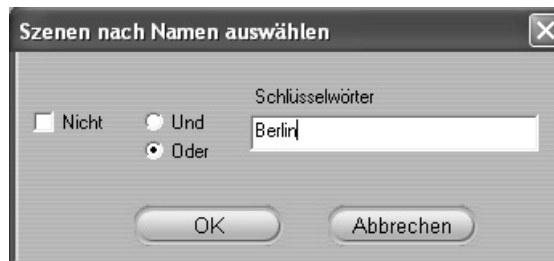 Szenen nach Namen auswählen
Schlüsselwörter
Nicht
Und
Berlin
Oder
OK
Abbrechen